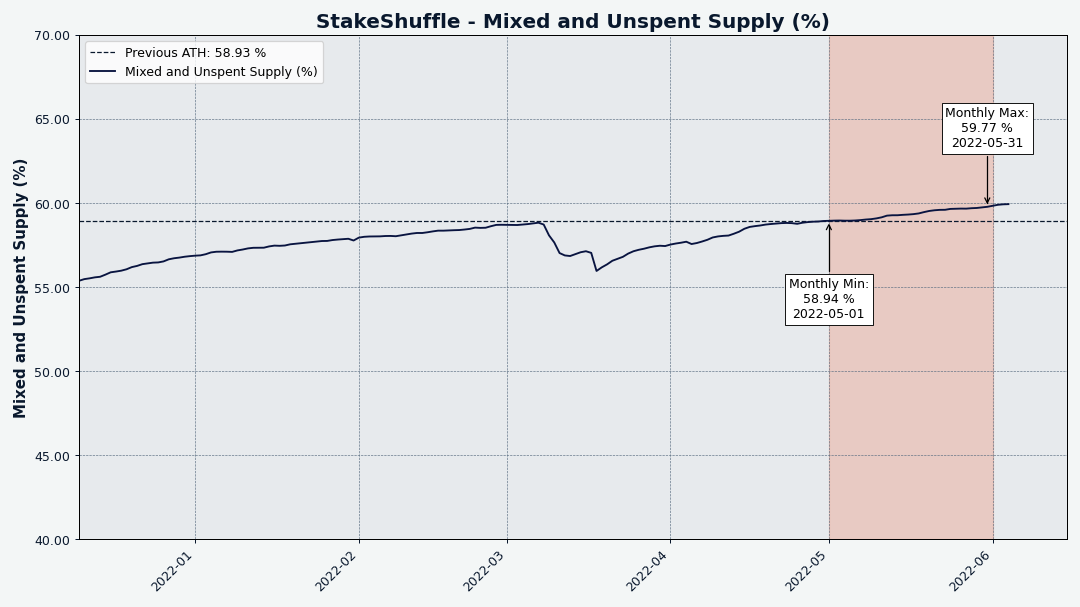 StakeShuffle - Mixed and Unspent Supply (%)
Previous ATH: 58.93 %
Mixed and Unspent Supply (%)
Mixed and Unspent Supply (%)
70.00
65.00
60.00
55.00
50.00
45.00
40.00
Monthly Max:
59.77 %
2022-05-31
Monthly Min:
58.94 %
2022-05-01
2022-01
2022-02
2022-03
2022-04
2022-05
2022-06